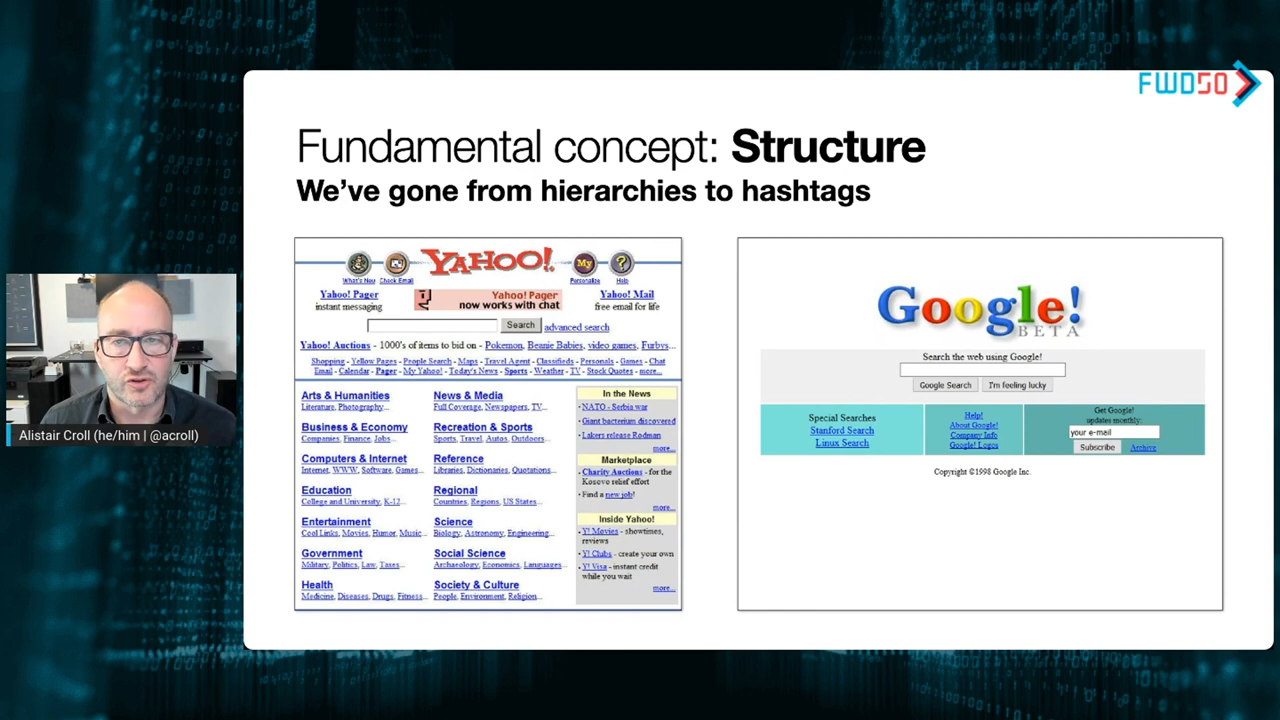 FWD50
Fundamental concept: Structure
We've gone from hierarchies to hashtags
YAHOO!
What's New
Check Email
My
Personalize
?
Help
Yahoo! Pager
instant messaging
Yahoo! Pager
now works with chat
Yahoo! Mail
free email for life
Search
advanced search
Yahoo! Auctions - 1000's of items to bid on - Pokemon, Beanie Babies, video games, Furbys...
Shopping - Yellow Pages - People Search - Maps - Travel Agent - Classifieds - Personals - Games - Chat
Email - Calendar - Pager - My Yahoo! - Today's News - Sports - Weather - TV - Stock Quotes - more...
Arts & Humanities
Literature, Photography...
Business & Economy
Companies, Finance, Jobs...
Computers & Internet
Internet, WWW, Software, Games...
Education
College and University, K-12...
Entertainment
Cool Links, Movies, Humor, Music...
Government
Military, Politics, Law, Taxes...
Health
Medicine, Diseases, Drugs, Fitness...
News & Media
Full Coverage, Newspapers, TV...
Recreation & Sports
Sports, Travel, Autos, Outdoors...
Reference
Libraries, Dictionaries, Quotations...
Regional
Countries, Regions, US States...
Science
Biology, Astronomy, Engineering...
Social Science
Archaeology, Economics, Languages...
Society & Culture
People, Environment, Religion...
In the News
· NATO - Serbia war
· Giant bacterium discovered
· Lakers release Rodman
more...
Marketplace
· Charity Auctions - for the
Kosovo relief effort
· Find a new job!
more...
Inside Yahoo!
· Y! Movies - showtimes,
reviews
· Y! Clubs - create your own
· Y! Visa - instant credit
while you wait
more...
Google!
BETA
Search the web using Google!
Google Search
I'm feeling lucky
Special Searches
Stanford Search
Linux Search
Help!
About Google!
Company Info
Google! Logos
Get Google!
updates monthly:
your e-mail
Subscribe
Archive
Copyright ©1998 Google Inc.
Alistair Croll (he/him | @acroll)